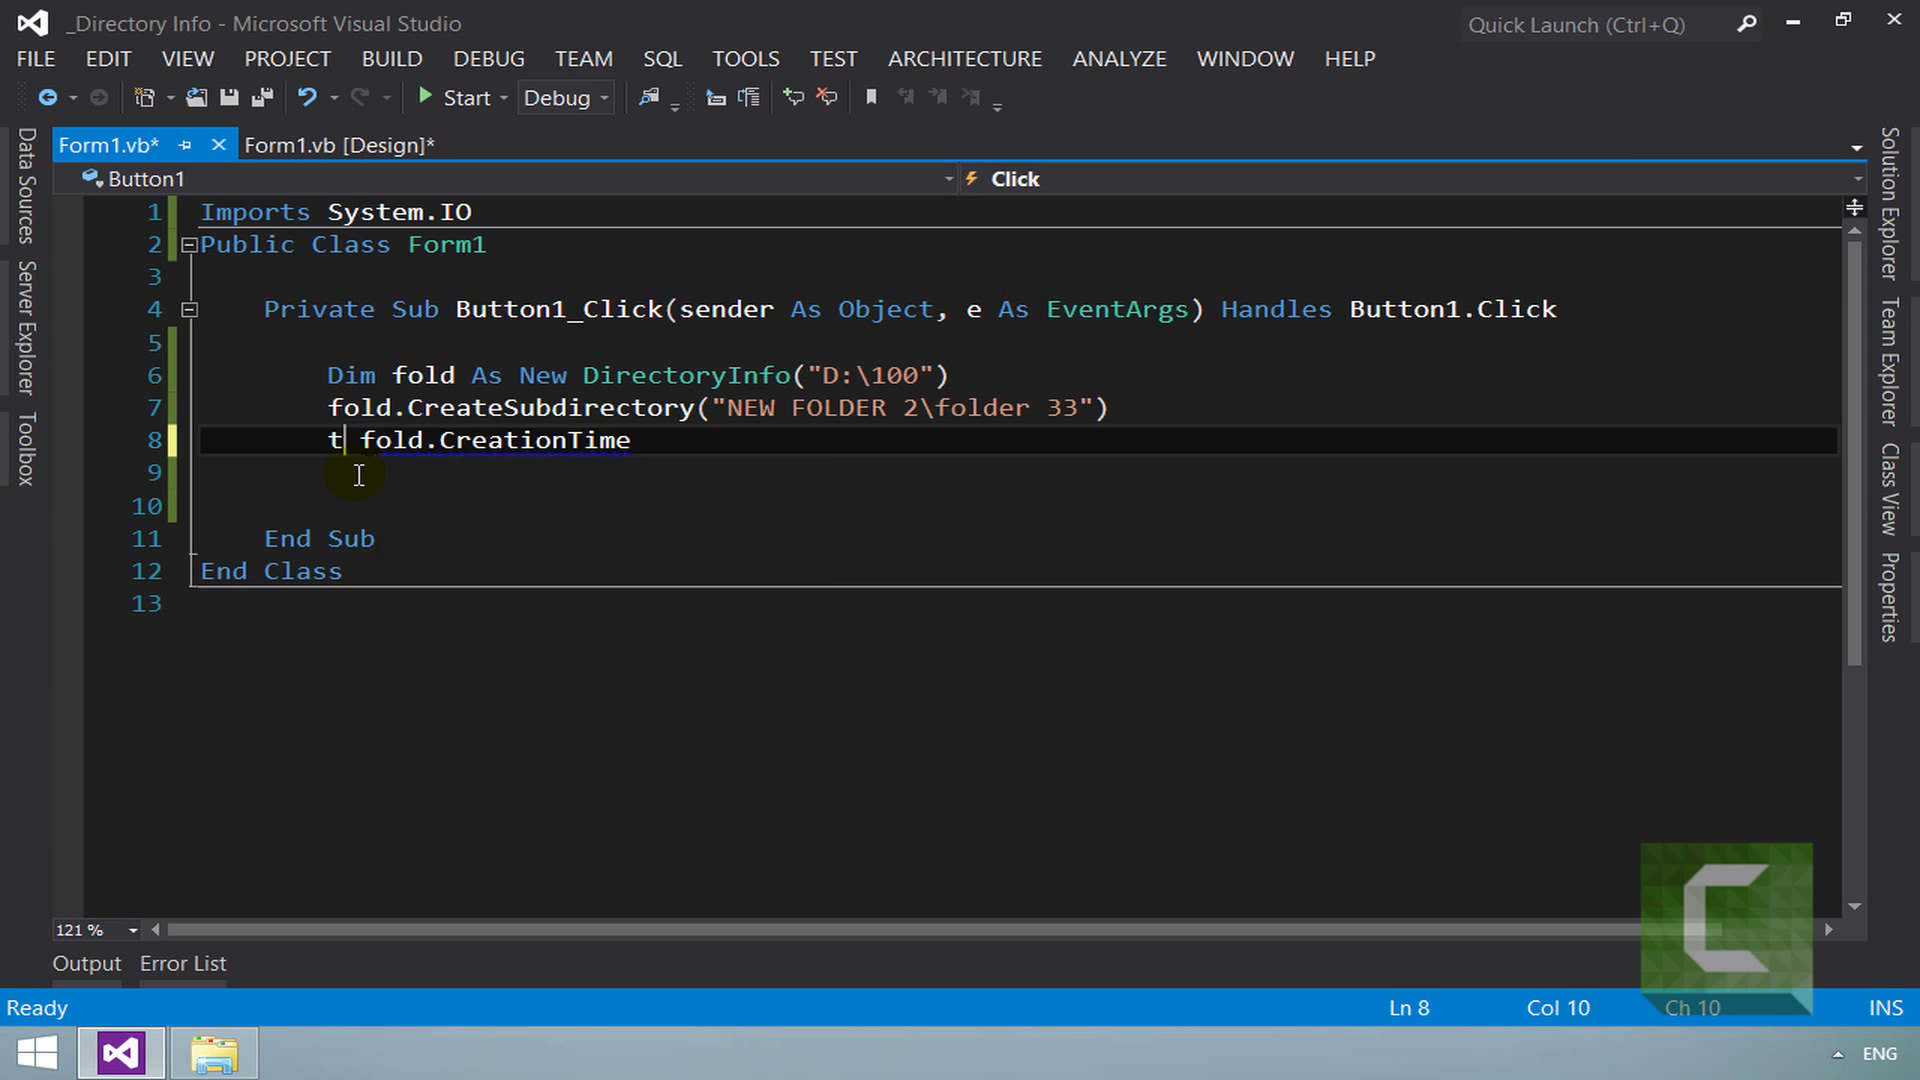 _Directory Info - Microsoft Visual Studio
Quick Launch (Ctrl+Q)
FILE EDIT VIEW PROJECT BUILD DEBUG TEAM SQL TOOLS TEST ARCHITECTURE ANALYZE WINDOW HELP
Start Debug
Form1.vb* Form1.vb [Design]*
Button1 Click
1 Imports System.IO
2 Public Class Form1
3
4 Private Sub Button1_Click(sender As Object, e As EventArgs) Handles Button1.Click
5
6 Dim fold As New DirectoryInfo("D:\100")
7 fold.CreateSubdirectory("NEW FOLDER 2\folder 33")
8 t fold.CreationTime
9
10
11 End Sub
12 End Class
13
Data Sources
Server Explorer
Toolbox
Solution Explorer
Team Explorer
Class View
Properties
121 %
Output Error List
Ready Ln 8 Col 10 Ch 10 INS
ENG